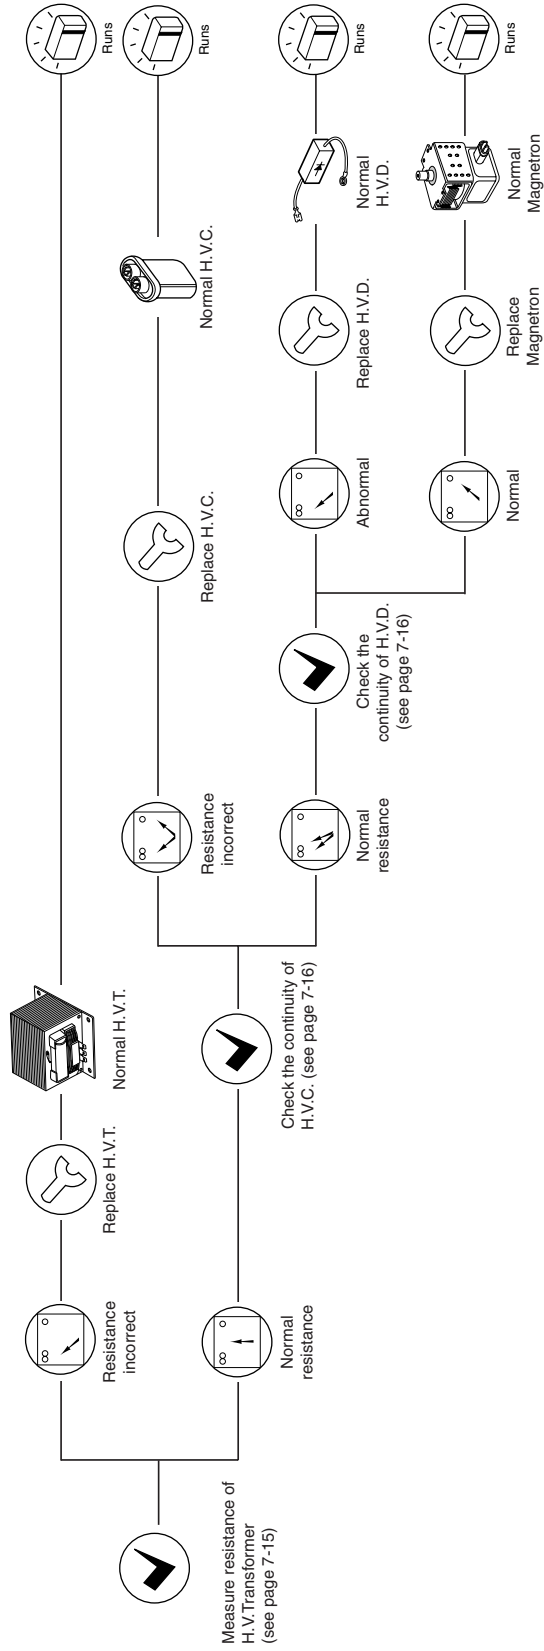 Measure resistance of
H.V.Transformer
(see page 7-15)
Resistance
incorrect
Replace H.V.T.
Normal H.V.T.
Runs
Normal
resistance
Check the continuity of
H.V.C. (see page 7-16)
Resistance
incorrect
Replace H.V.C.
Normal H.V.C.
Runs
Normal
resistance
Check the
continuity of H.V.D.
(see page 7-16)
Abnormal
Replace H.V.D.
Normal
H.V.D.
Runs
Normal
Replace
Magnetron
Normal
Magnetron
Runs